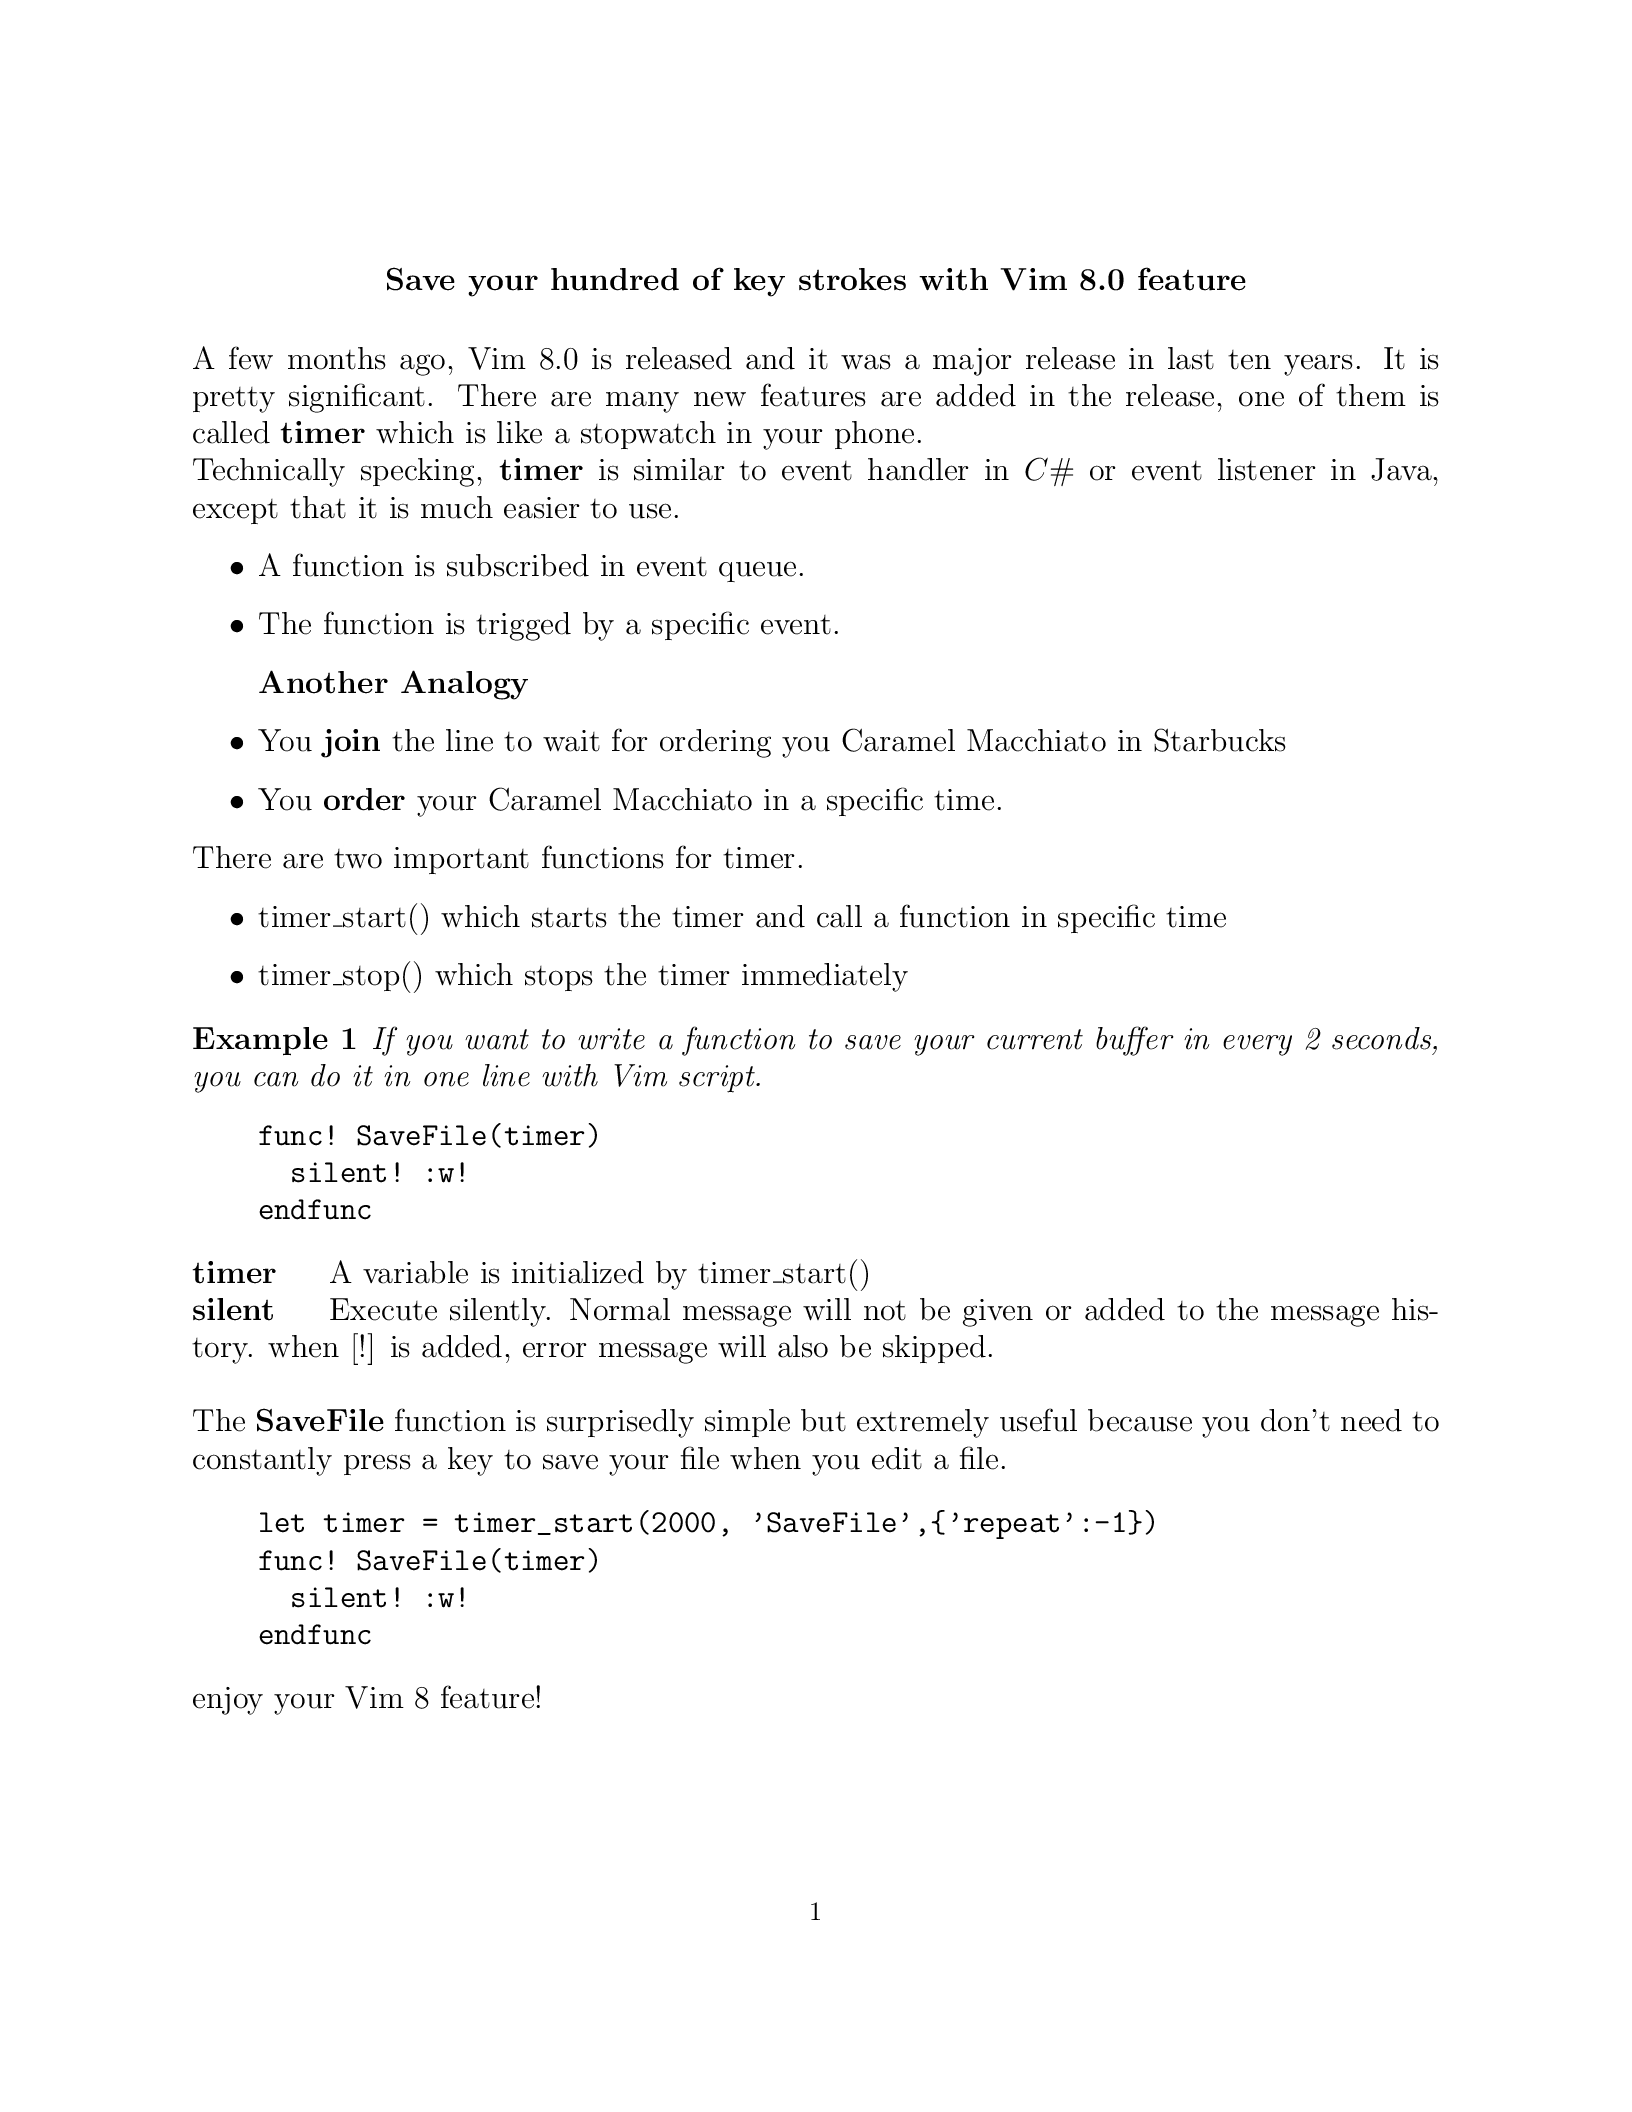 Save your hundred of key strokes with Vim 8.0 feature
A few months ago, Vim 8.0 is released and it was a major release in last ten years. It is
pretty significant. There are many new features are added in the release, one of them is
called timer which is like a stopwatch in your phone.
Technically specking, timer is similar to event handler in C# or event listener in Java,
except that it is much easier to use.
• A function is subscribed in event queue.
• The function is trigged by a specific event.
Another Analogy
• You join the line to wait for ordering you Caramel Macchiato in Starbucks
• You order your Caramel Macchiato in a specific time.
There are two important functions for timer.
• timer_start() which starts the timer and call a function in specific time
• timer_stop() which stops the timer immediately
Example 1 If you want to write a function to save your current buffer in every 2 seconds,
you can do it in one line with Vim script.
func! SaveFile(timer)
  silent! :w!
endfunc
timer A variable is initialized by timer_start()
silent Execute silently. Normal message will not be given or added to the message his-
tory. when [!] is added, error message will also be skipped.
The SaveFile function is surprisedly simple but extremely useful because you don't need to
constantly press a key to save your file when you edit a file.
let timer = timer_start(2000, 'SaveFile',{'repeat':-1})
func! SaveFile(timer)
  silent! :w!
endfunc
enjoy your Vim 8 feature!
1